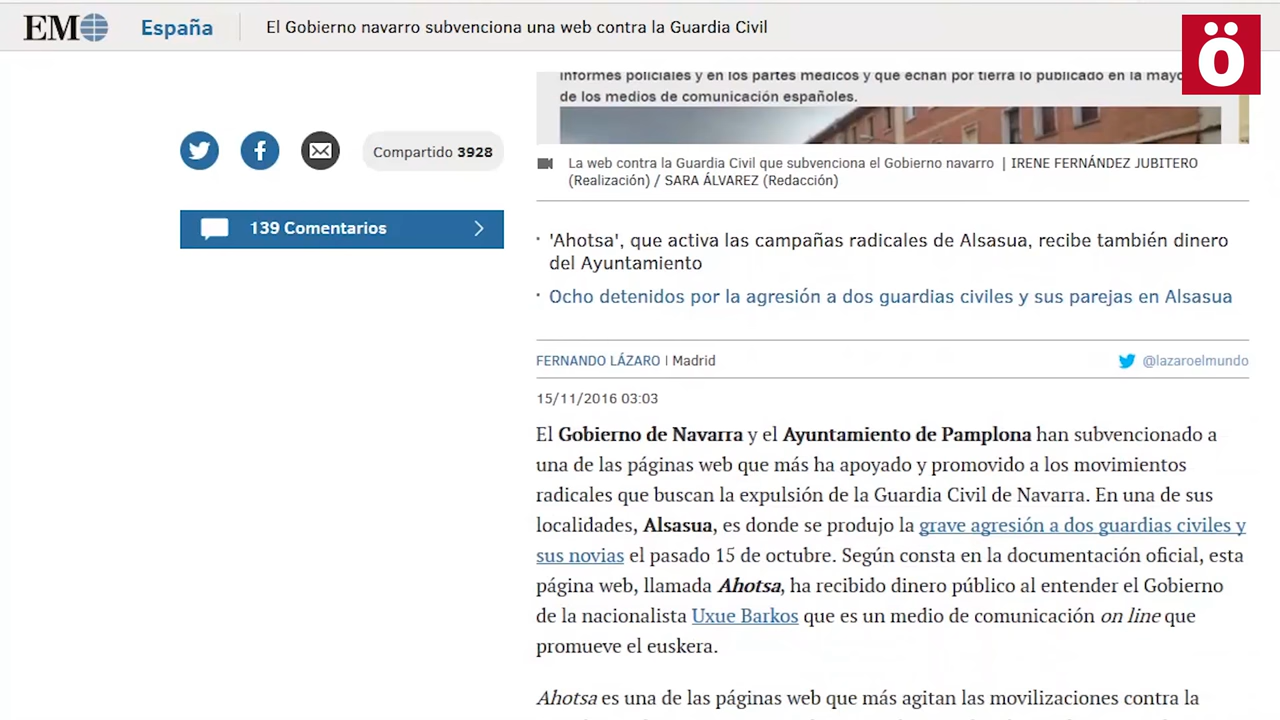 EM
España
El Gobierno navarro subvenciona una web contra la Guardia Civil
Ö
informes policiales y en los partes médicos y que echan por tierra lo publicado en la
de los medios de comunicación españoles.
Compartido 3928
La web contra la Guardia Civil que subvenciona el Gobierno navarro | IRENE FERNÁNDEZ JUBITERO
(Realización) / SARA ÁLVAREZ (Redacción)
139 Comentarios
· 'Ahotsa', que activa las campañas radicales de Alsasua, recibe también dinero
del Ayuntamiento
· Ocho detenidos por la agresión a dos guardias civiles y sus parejas en Alsasua
FERNANDO LÁZARO | Madrid
@lazaroelmundo
15/11/2016 03:03
El Gobierno de Navarra y el Ayuntamiento de Pamplona han subvencionado a
una de las páginas web que más ha apoyado y promovido a los movimientos
radicales que buscan la expulsión de la Guardia Civil de Navarra. En una de sus
localidades, Alsasua, es donde se produjo la grave agresión a dos guardias civiles y
sus novias el pasado 15 de octubre. Según consta en la documentación oficial, esta
página web, llamada Ahotsa, ha recibido dinero público al entender el Gobierno
de la nacionalista Uxue Barkos que es un medio de comunicación on line que
promueve el euskera.
Ahotsa es una de las páginas web que más agitan las movilizaciones contra la